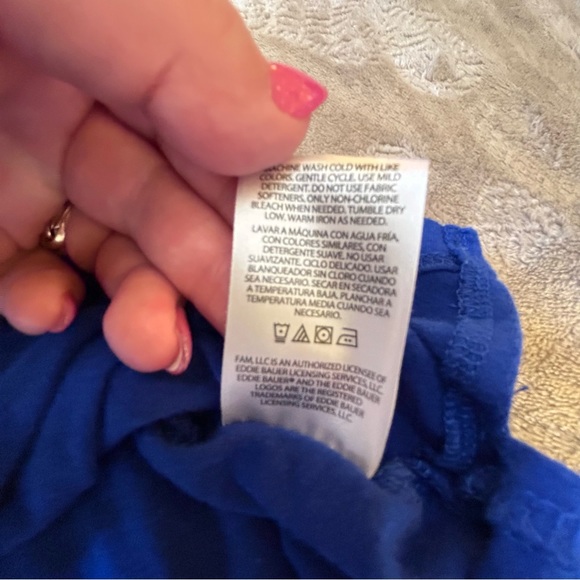 MACHINE WASH COLD WITH LIKE
COLORS. GENTLE CYCLE. USE MILD
DETERGENT. DO NOT USE FABRIC
SOFTENERS. ONLY NON-CHLORINE
BLEACH WHEN NEEDED. TUMBLE DRY
LOW, WARM IRON AS NEEDED.
LAVAR A MÁQUINA CON AGUA FRÍA,
CON COLORES SIMILARES, CON
DETERGENTE SUAVE, NO USAR
SUAVIZANTE. CICLO DELICADO. USAR
BLANQUEADOR SIN CLORO CUANDO
SEA NECESARIO. SECAR EN SECADORA
A TEMPERATURA BAJA. PLANCHAR A
TEMPERATURA MEDIA CUANDO SEA
NECESARIO.
FAM, LLC IS AN AUTHORIZED LICENSEE OF
EDDIE BAUER LICENSING SERVICES, LLC.
EDDIE BAUER® AND THE EDDIE BAUER
LOGOS ARE THE REGISTERED
TRADEMARKS OF EDDIE BAUER
LICENSING SERVICES, LLC.